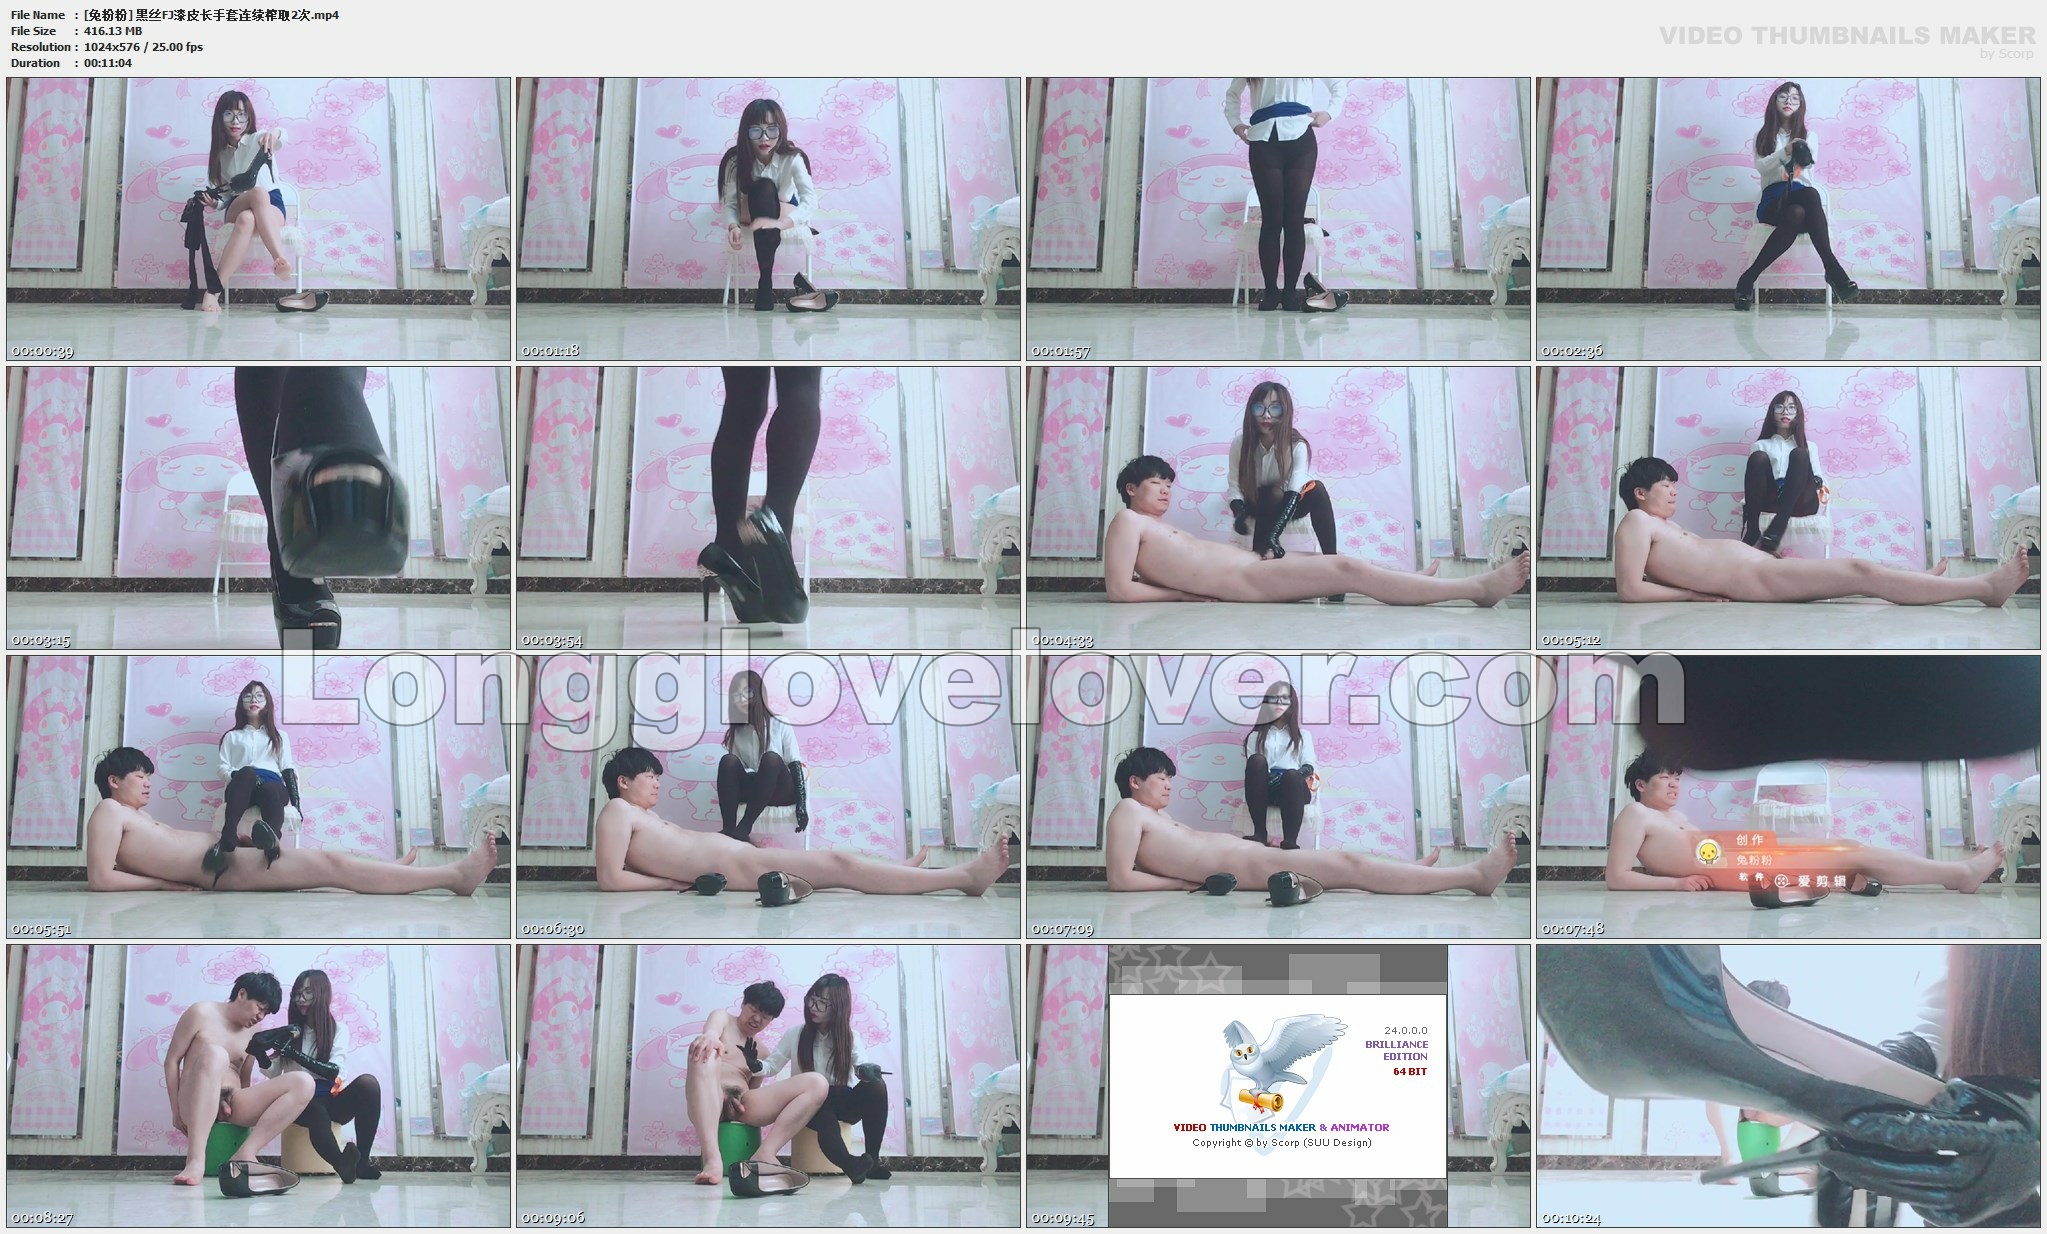 File Name : [兔粉粉] 黑丝FJ漆皮长手套连续榨取2次.mp4
File Size : 416.13 MB
Resolution : 1024x576 / 25.00 fps
Duration : 00:11:04
VIDEO THUMBNAILS MAKER
by Scorp
00:00:39
00:01:18
00:01:57
00:02:36
00:03:15
00:03:54
00:04:33
00:05:12
Longglovelover.com
00:05:51
00:06:30
00:07:09
创作
兔粉粉
软件 爱剪辑
00:07:48
00:08:27
00:09:06
24.0.0.0
BRILLIANCE
EDITION
64 BIT
VIDEO THUMBNAILS MAKER & ANIMATOR
Copyright © by Scorp (SUU Design)
00:09:45
00:10:24